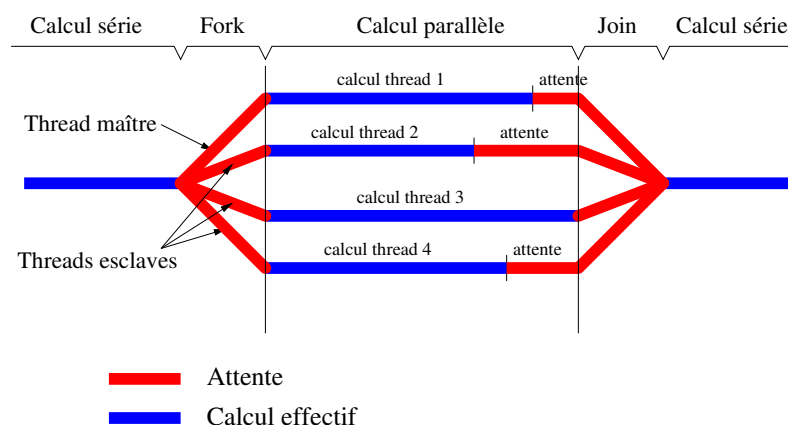 Calcul série Fork Calcul parallèle Join Calcul série
calcul thread 1 attente
Thread maître
calcul thread 2 attente
calcul thread 3
Threads esclaves
calcul thread 4 attente
Attente
Calcul effectif